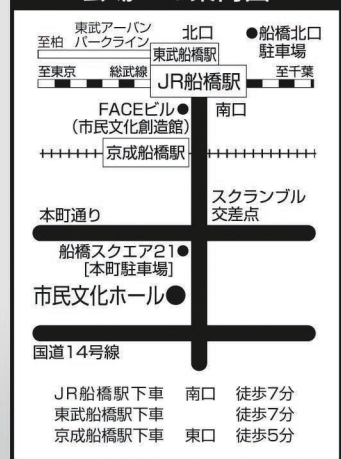 東武アーバン
至柏 パークライン
北口
●船橋北口
駐車場
東武船橋駅
至東京 総武線
JR船橋駅
至千葉
FACEビル●
(市民文化創造館)
南口
京成船橋駅
スクランブル
交差点
本町通り
船橋スクエア21●
[本町駐車場]
市民文化ホール●
国道14号線
JR船橋駅下車 南口 徒歩7分
東武船橋駅下車 徒歩7分
京成船橋駅下車 東口 徒歩5分